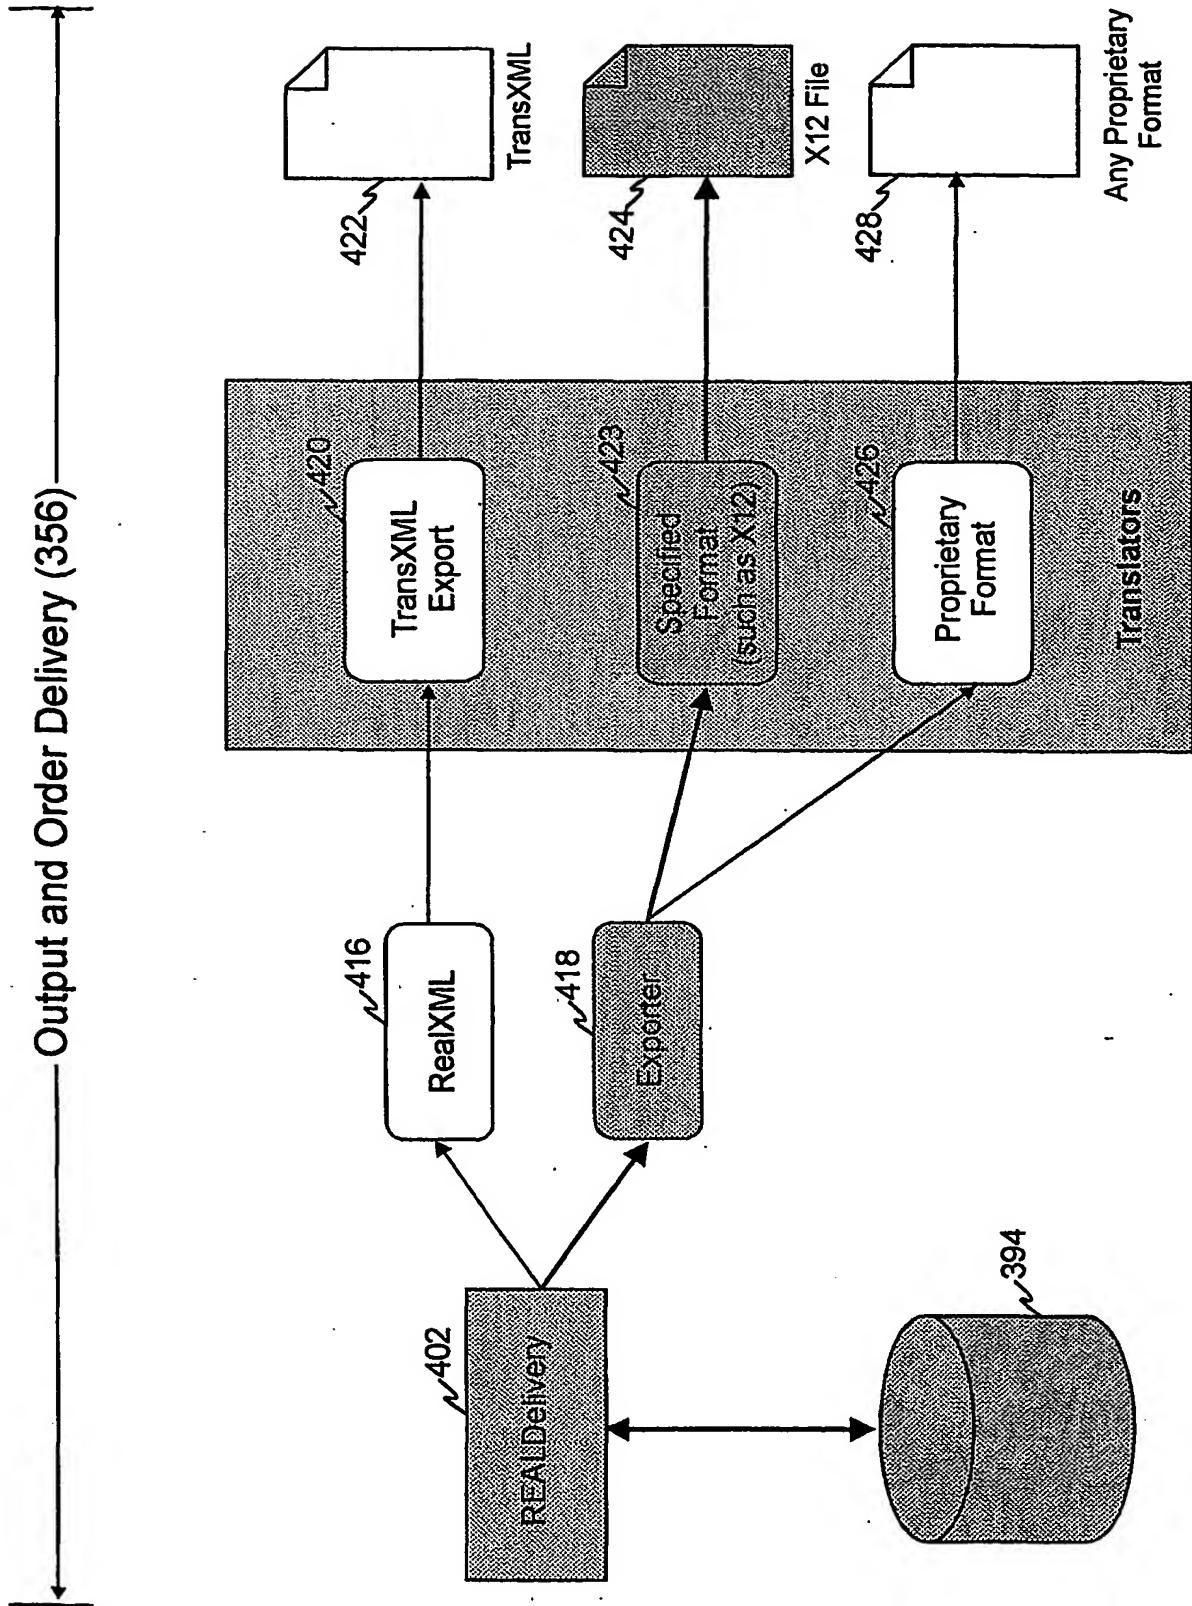 Output and Order Delivery (356)
402
REALDelivery
394
416
RealXML
418
Exporter
420
TransXML
Export
423
Specified
Format
(such as X12)
426
Proprietary
Format
Translators
422
TransXML
424
X12 File
428
Any Proprietary
Format